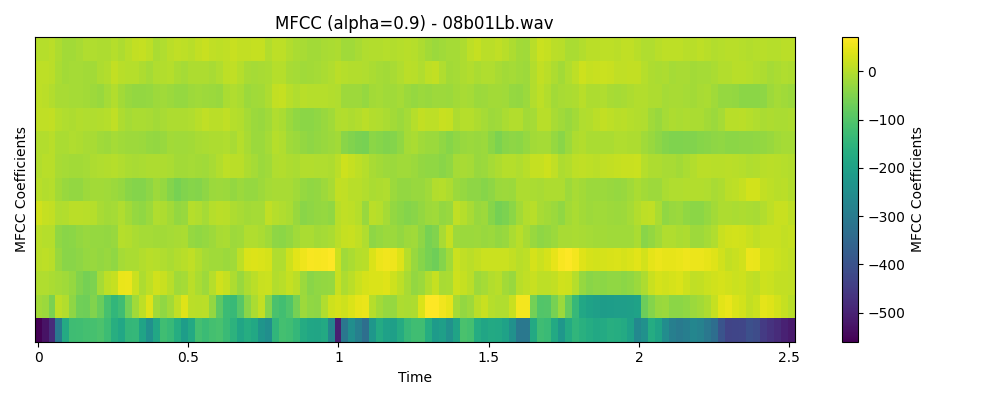 MFCC (alpha=0.9) - 08b01Lb.wav
MFCC Coefficients
0 0.5 1 1.5 2 2.5
Time
0
−100
−200
−300
−400
−500
MFCC Coefficients